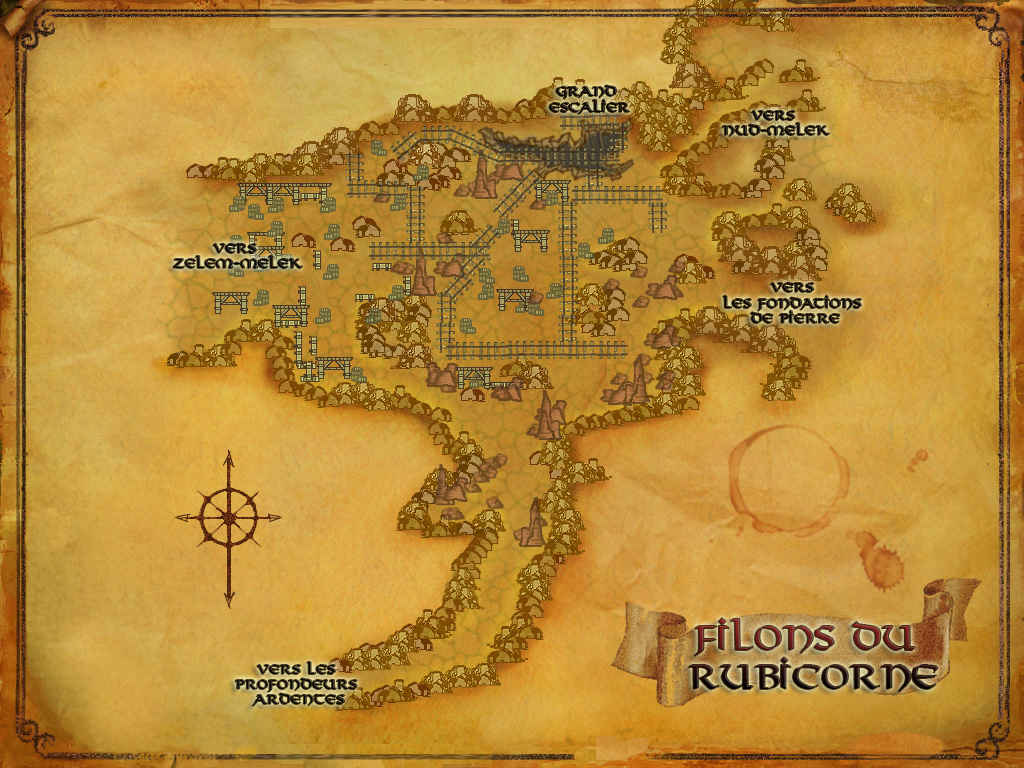 GRAND
ESCALIER
VERS
NUD-MELEK
VERS
ZELEM-MELEK
VERS
LES FONDATIONS
DE PIERRE
VERS LES
PROFONDEURS
ARDENTES
FILONS DU
RUBICORNE